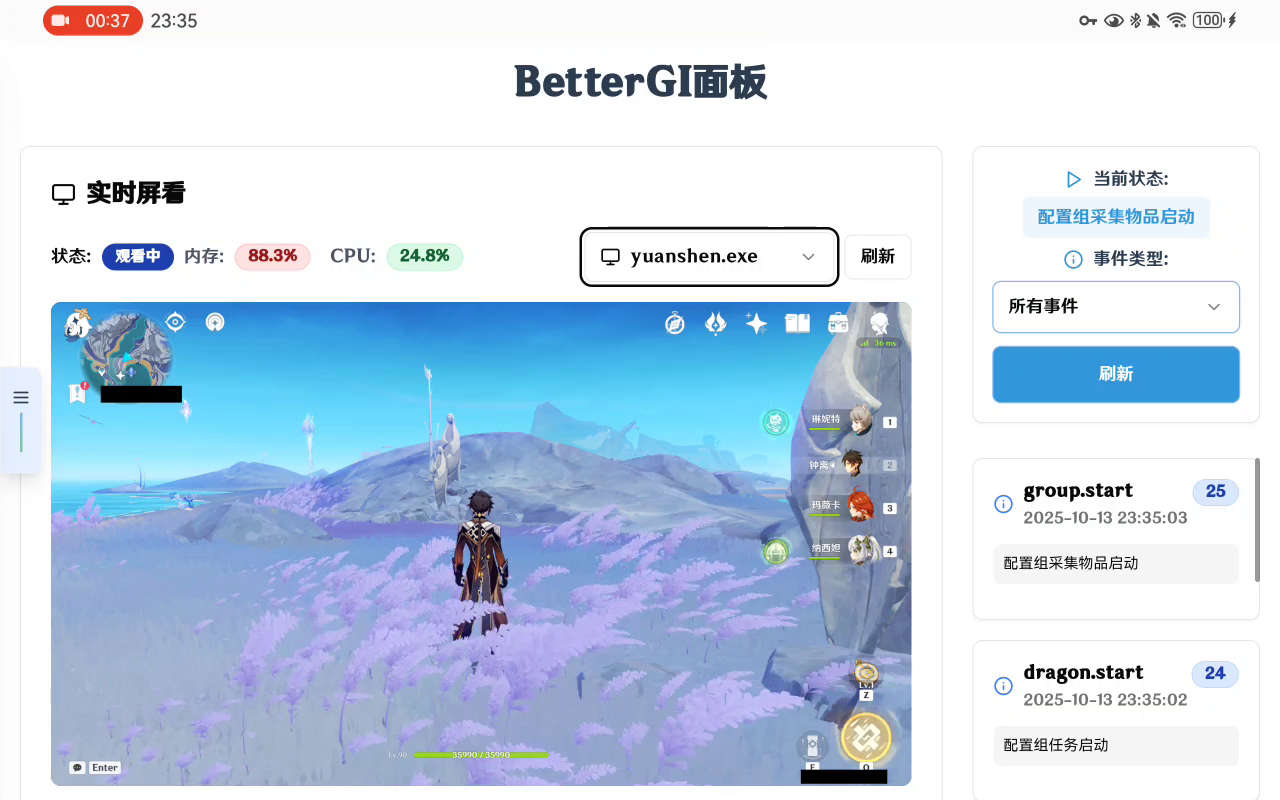 00:37 23:35
100
BetterGI面板
实时屏看
状态: 观看中 内存: 88.3% CPU: 24.8%
yuanshen.exe
刷新
36 ms
琳妮特 1
钟离 2
玛薇卡 3
纳西妲 4
Lv.1
Z
E
Q
Lv.90 35990 / 35990
Enter
当前状态:
配置组采集物品启动
事件类型:
所有事件
刷新
group.start 25
2025-10-13 23:35:03
配置组采集物品启动
dragon.start 24
2025-10-13 23:35:02
配置组任务启动